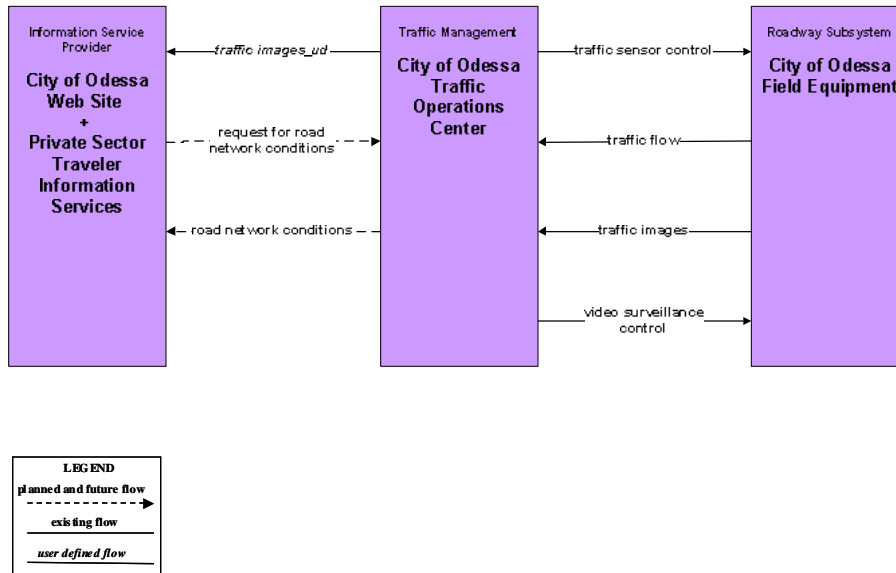 Information Service
Provider
City of Odessa
Web Site
+
Private Sector
Traveler
Information
Services
traffic images_ud
request for road
network conditions
road network conditions
Traffic Management
City of Odessa
Traffic
Operations
Center
traffic sensor control
traffic flow
traffic images
video surveillance
control
Roadway Subsystem
City of Odessa
Field Equipment
LEGEND
planned and future flow
existing flow
user defined flow